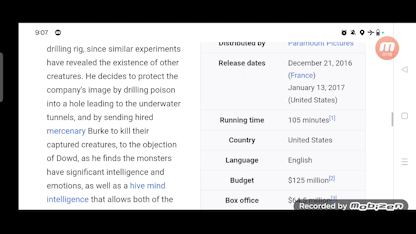 9:07
drilling rig, since similar experiments
have revealed the existence of other
creatures. He decides to protect the
company's image by drilling poison
into a hole leading to the underwater
tunnels, and by sending hired
mercenary Burke to kill their
captured creatures, to the objection
of Dowd, as he finds the monsters
have significant intelligence and
emotions, as well as a hive mind
intelligence that allows both of the
Distributed by Paramount Pictures
Release dates December 21, 2016
(France)
January 13, 2017
(United States)
Running time 105 minutes[1]
Country United States
Language English
Budget $125 million[2]
Box office
Recorded by Mobizen